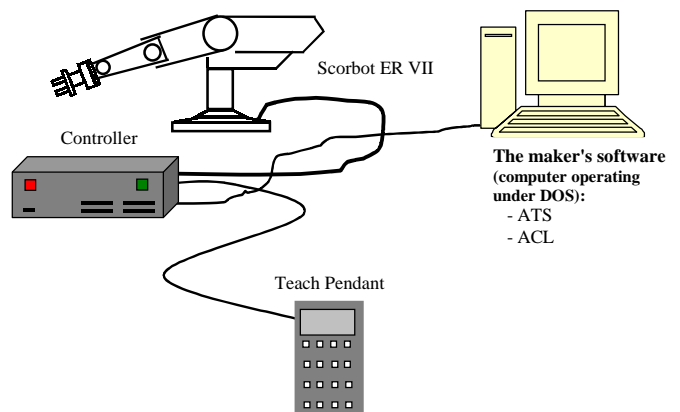 Scorbot ER VII
Controller
The maker's software
(computer operating
under DOS):
- ATS
- ACL
Teach Pendant